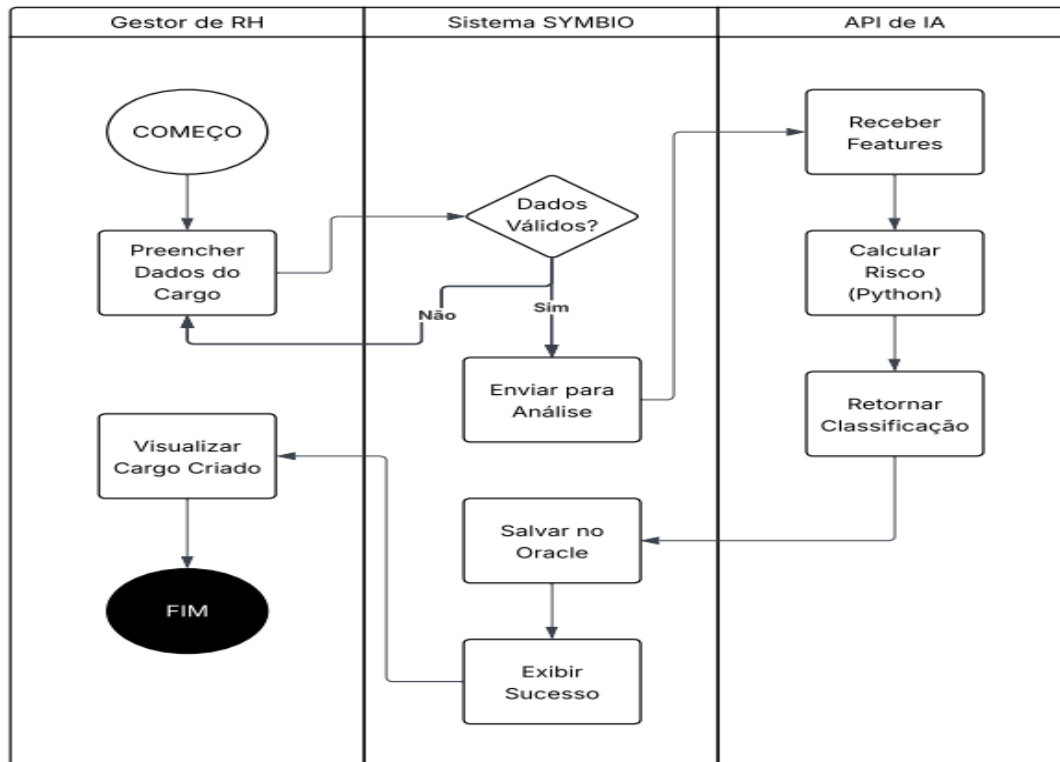 Gestor de RH
Sistema SYMBIO
API de IA
COMEÇO
Preencher
Dados do
Cargo
Dados
Válidos?
Não
Sim
Enviar para
Análise
Receber
Features
Calcular
Risco
(Python)
Retornar
Classificação
Salvar no
Oracle
Exibir
Sucesso
Visualizar
Cargo Criado
FIM